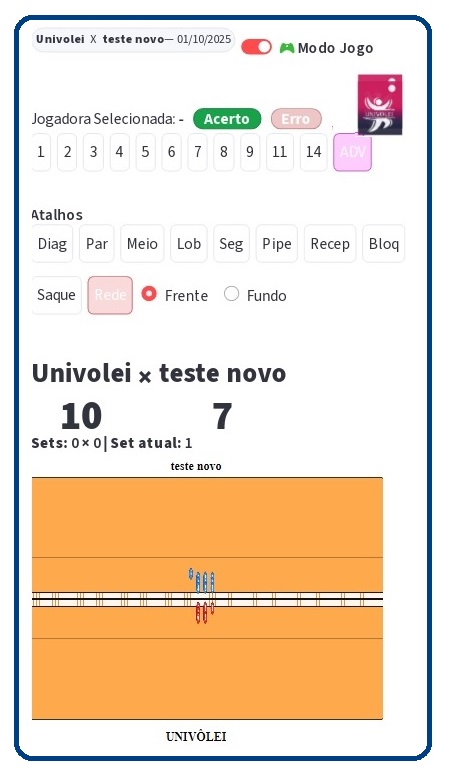 Univolei X teste novo— 01/10/2025
🎮 Modo Jogo
UNIVOLEI
Jogadora Selecionada: - Acerto Erro
1 2 3 4 5 6 7 8 9 11 14 ADV
Atalhos
Diag Par Meio Lob Seg Pipe Recep Bloq
Saque Rede Frente Fundo
Univolei × teste novo
10 7
Sets: 0 × 0 | Set atual: 1
teste novo
UNIVÔLEI